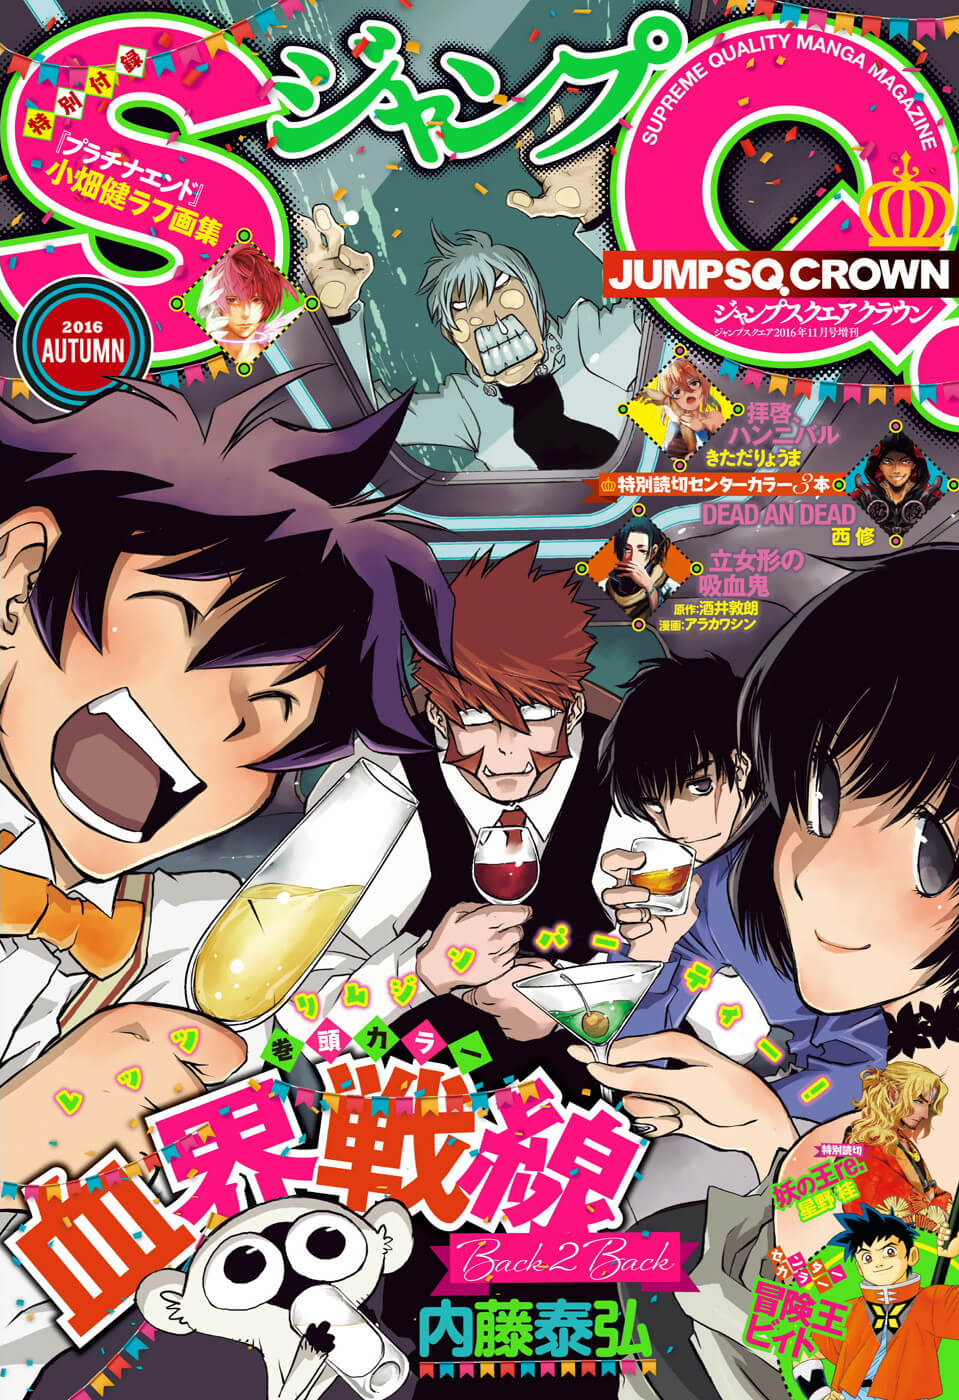 SQ.
ジャンプ
SUPREME QUALITY MANGA MAGAZINE
特別付録
『プラチナエンド』
小畑健ラフ画集
JUMP SQ.CROWN
ジャンプスクエア クラウン
ジャンプスクエア2016年11月号増刊
2016
AUTUMN
拝啓、
ハンニバル
きただりょうま
特別読切センターカラー3本
DEAD AN DEAD
西 修
立女形の
吸血鬼
原作:酒井敦朗
漫画:アラカワシン
レッツリムジンパーティー!
巻頭カラー
血界戦線
Back 2 Back
内藤泰弘
特別読切
妖の王re.
星野 桂
セカンドカラー
冒険王
ビィト